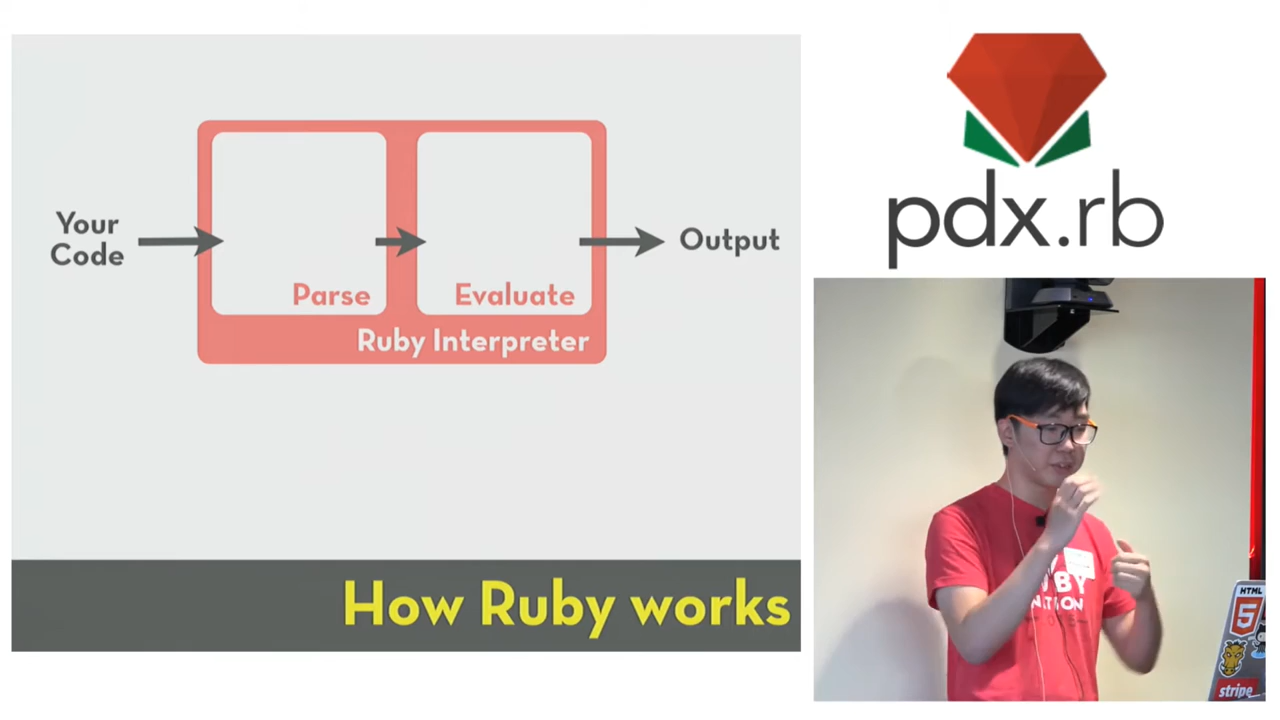 Your
Code
Parse
Evaluate
Output
Ruby Interpreter
How Ruby works
pdx.rb
HTML
5
stripe